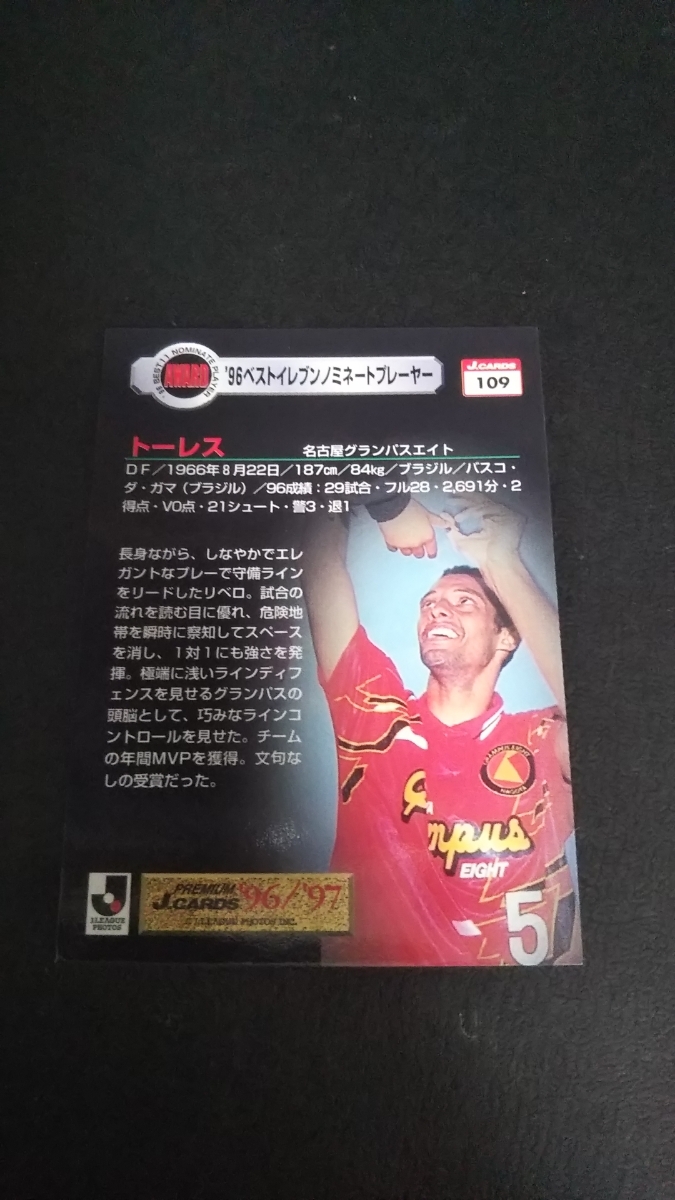 '96 BEST 11 NOMINATE PLAYER
AWARD
'96ベストイレブンノミネートプレーヤー
J.CARDS
109
トーレス
名古屋グランパスエイト
DF/1966年8月22日/187cm/84kg/ブラジル/バスコ・
ダ・ガマ(ブラジル)/96成績:29試合・フル28・2,691分・2
得点・V0点・21シュート・警3・退1
長身ながら、しなやかでエレ
ガントなプレーで守備ライン
をリードしたリベロ。試合の
流れを読む目に優れ、危険地
帯を瞬時に察知してスペース
を消し、1対1にも強さを発
揮。極端に浅いラインディフ
ェンスを見せるグランパスの
頭脳として、巧みなラインコ
ントロールを見せた。チーム
の年間MVPを獲得。文句な
しの受賞だった。
GRAMPUS EIGHT
NAGOYA
mpus
EIGHT
5
J.LEAGUE
PHOTOS
PREMIUM
J.CARDS '96/'97
© J.LEAGUE PHOTOS INC.